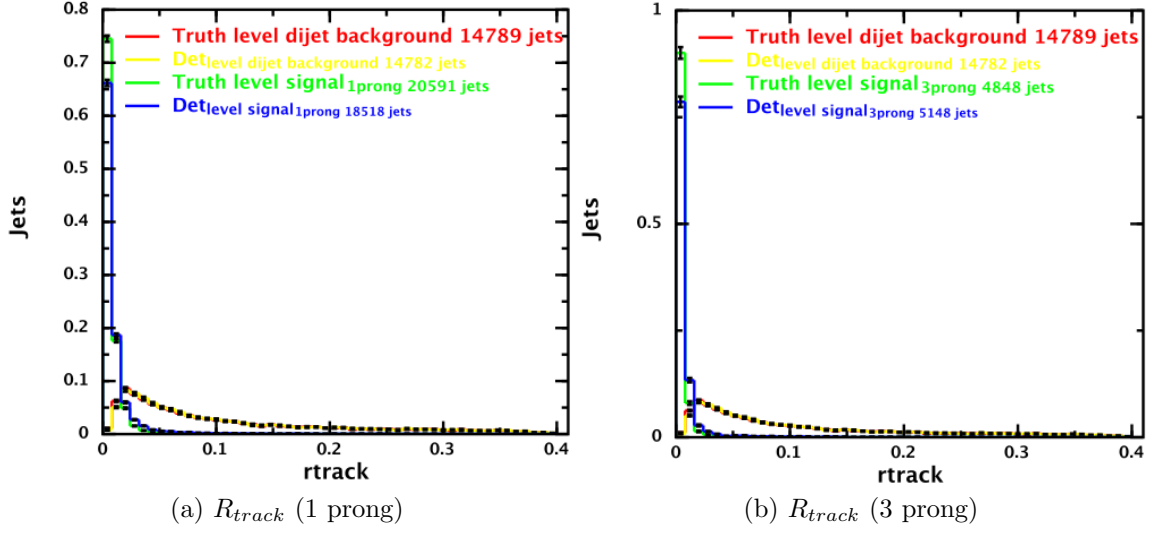 0.8
0.7
0.6
0.5
0.4
0.3
0.2
0.1
0
Jets
Truth level dijet background 14789 jets
Detlevel dijet background 14782 jets
Truth level signal1prong 20591 jets
Detlevel signal1prong 18518 jets
0 0.1 0.2 0.3 0.4
rtrack
(a) Rtrack (1 prong)
1
0.5
0
Jets
Truth level dijet background 14789 jets
Detlevel dijet background 14782 jets
Truth level signal3prong 4848 jets
Detlevel signal3prong 5148 jets
0 0.1 0.2 0.3 0.4
rtrack
(b) Rtrack (3 prong)